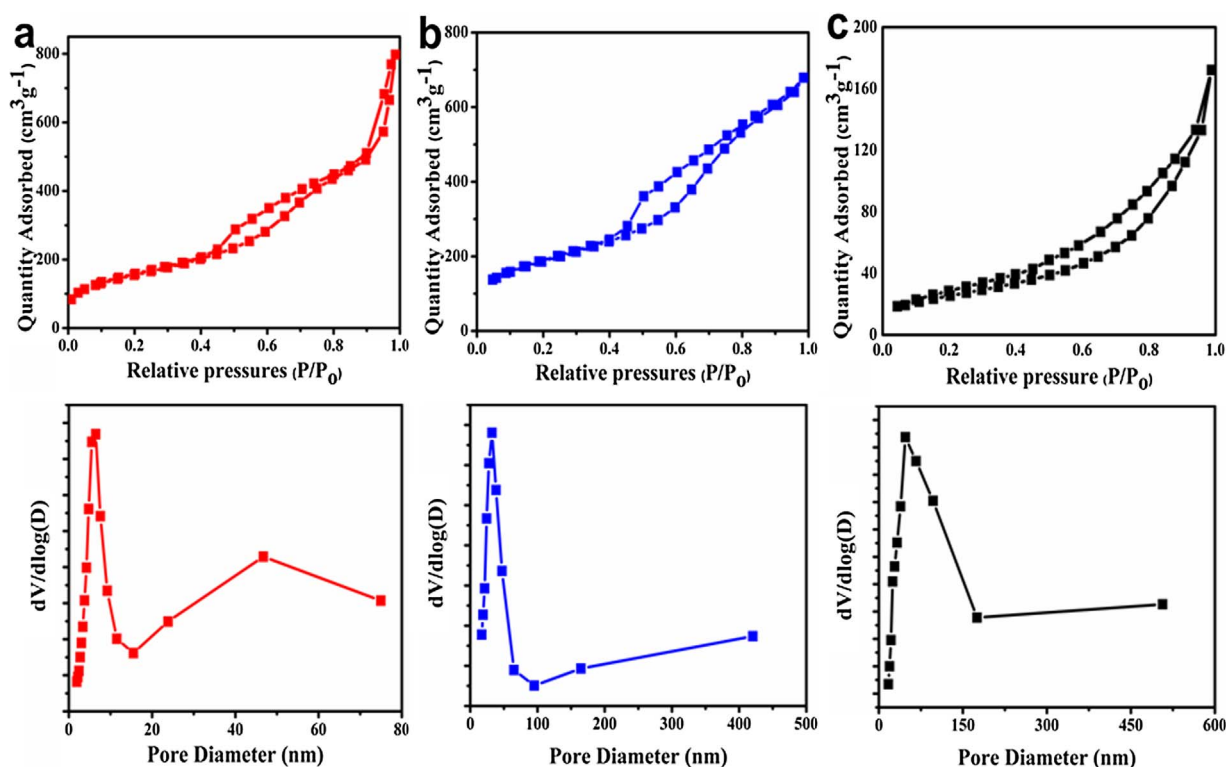 a
Quantity Adsorbed (cm³g⁻¹)
800
600
400
200
0
0.0 0.2 0.4 0.6 0.8 1.0
Relative pressures (P/P₀)
b
Quantity Adsorbed (cm³g⁻¹)
800
600
400
200
0
0.0 0.2 0.4 0.6 0.8 1.0
Relative pressures (P/P₀)
c
Quantity Adsorbed (cm³g⁻¹)
200
160
120
80
40
0
0.0 0.2 0.4 0.6 0.8 1.0
Relative pressure (P/P₀)
dV/dlog(D)
0 20 40 60 80
Pore Diameter (nm)
dV/dlog(D)
0 100 200 300 400 500
Pore Diameter (nm)
dV/dlog(D)
0 150 300 450 600
Pore Diameter (nm)